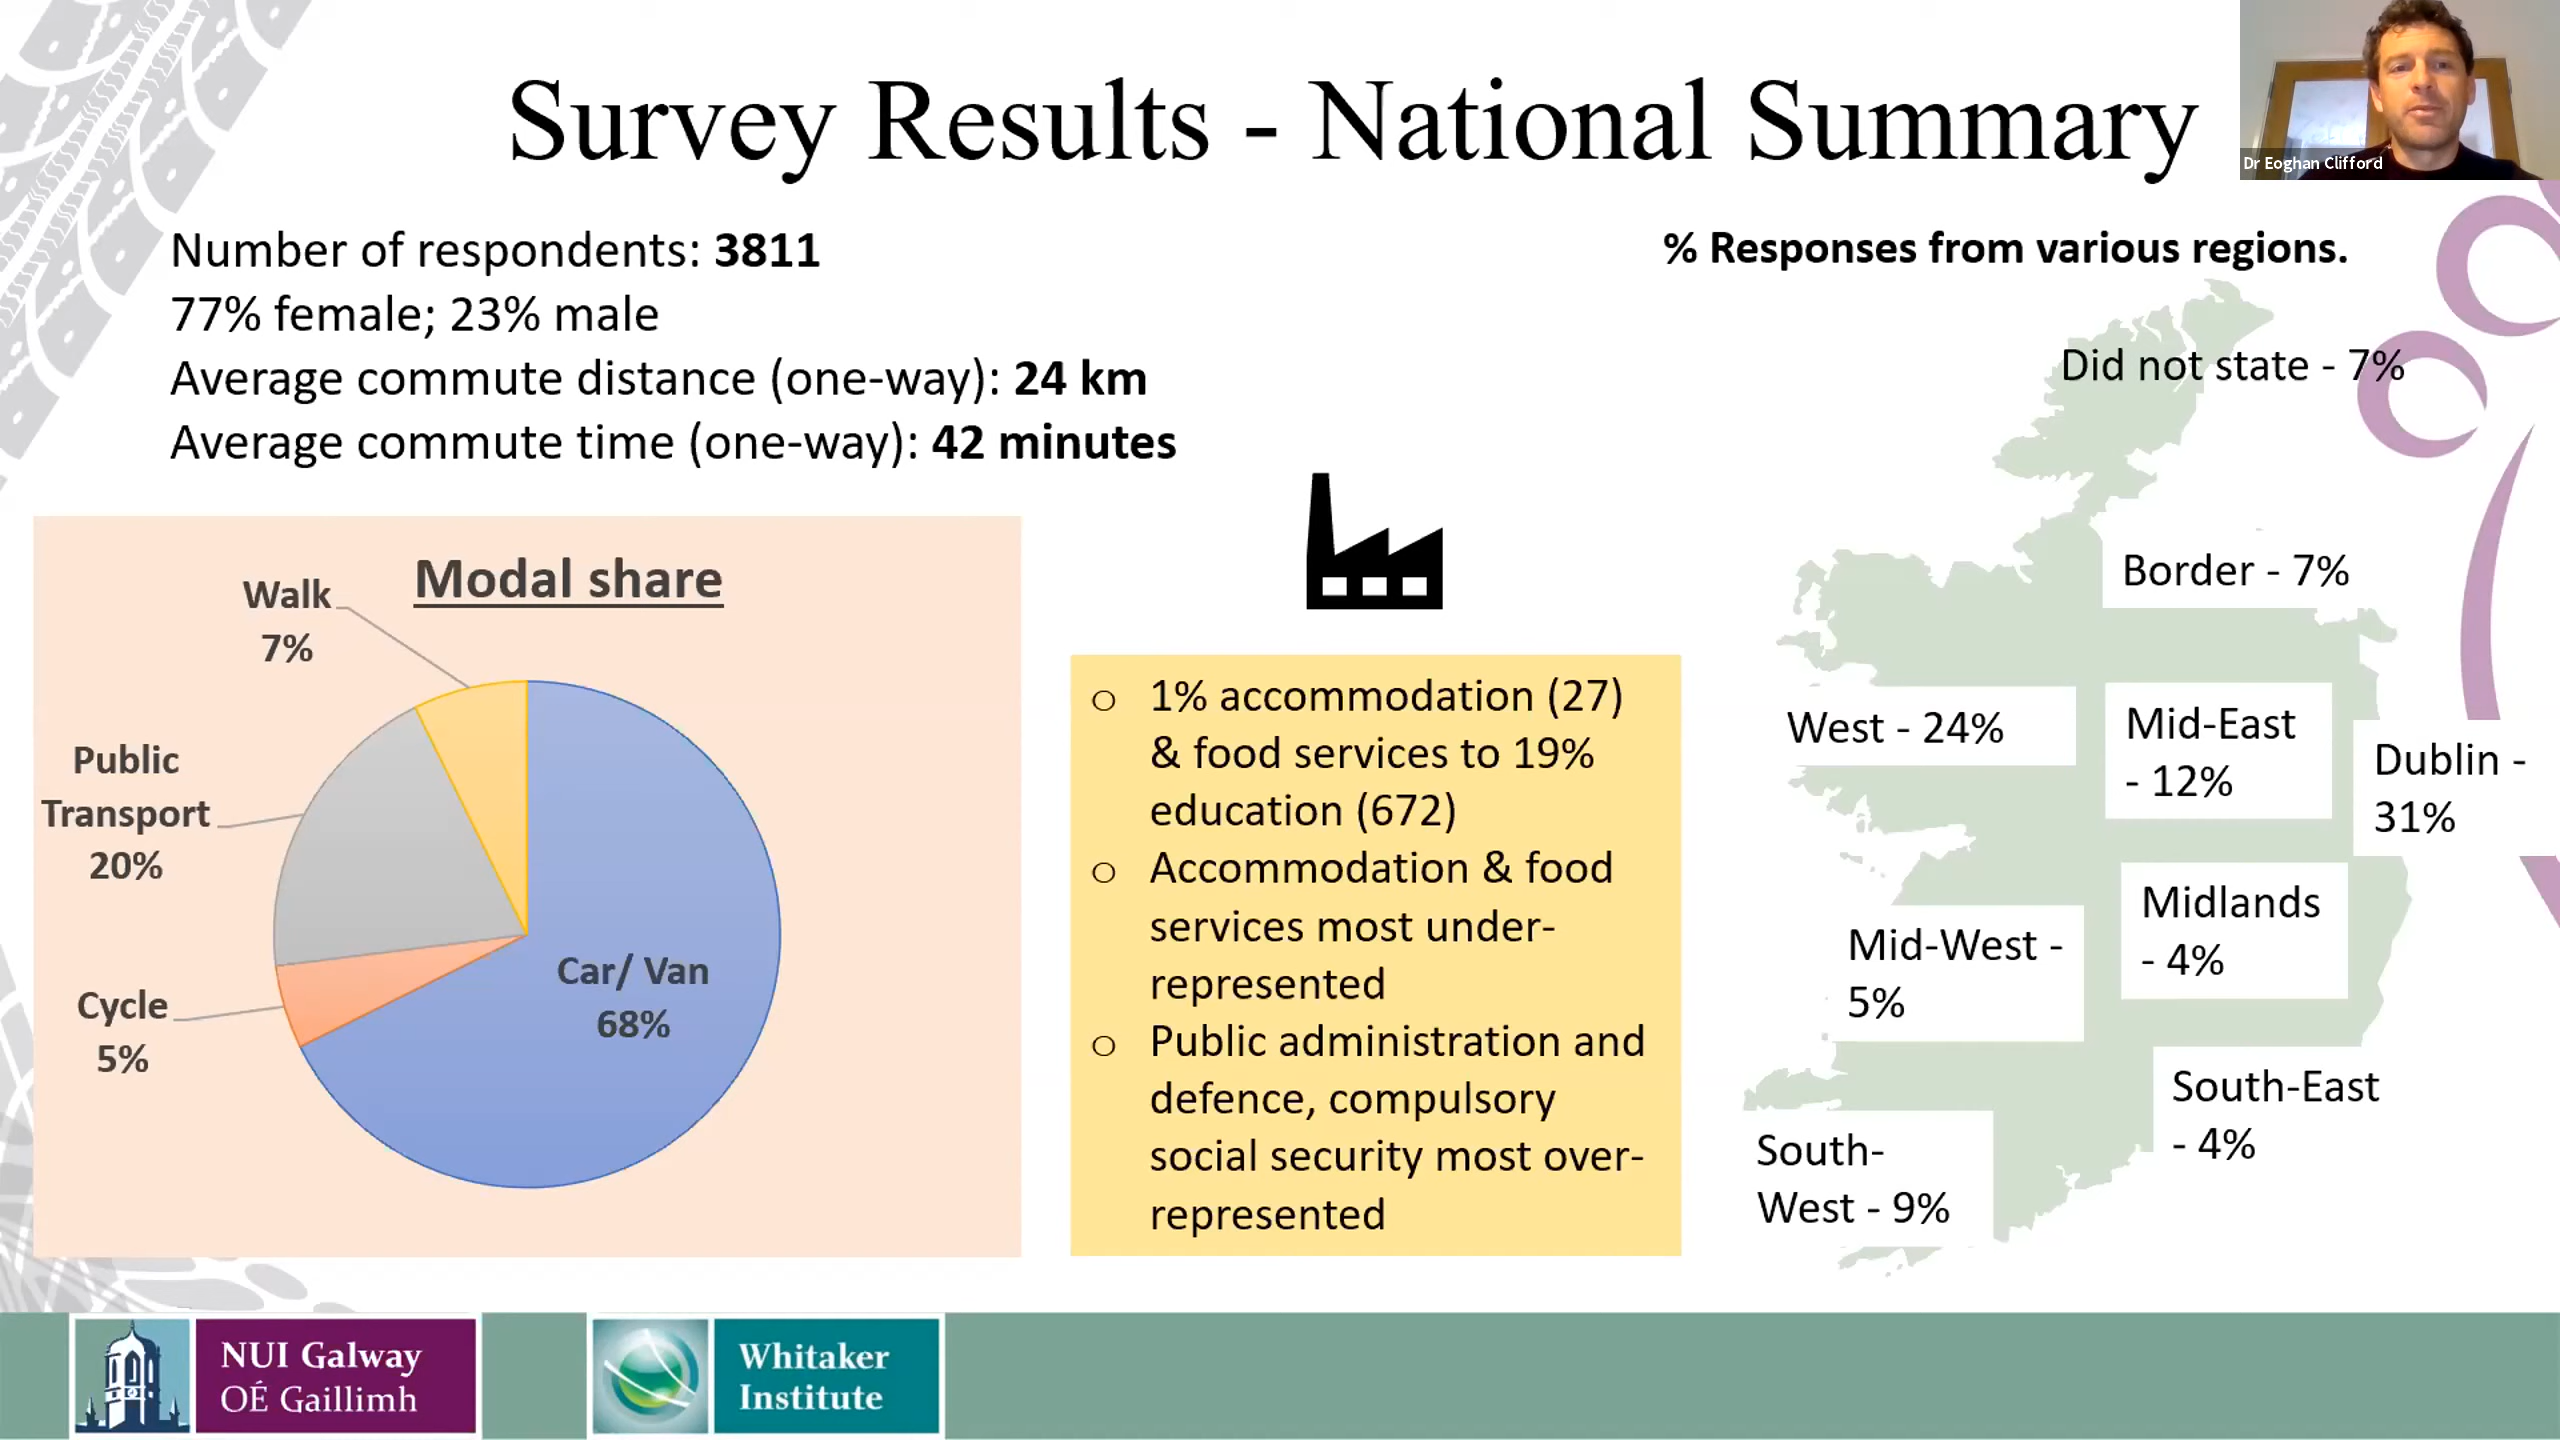 Survey Results - National Summary
Dr Eoghan Clifford
Number of respondents: 3811
77% female; 23% male
Average commute distance (one-way): 24 km
Average commute time (one-way): 42 minutes
% Responses from various regions.
Modal share
Walk
7%
Public
Transport
20%
Cycle
5%
Car/ Van
68%
o 1% accommodation (27)
& food services to 19%
education (672)
o Accommodation & food
services most under-
represented
o Public administration and
defence, compulsory
social security most over-
represented
Did not state - 7%
Border - 7%
West - 24%
Mid-East
- 12%
Dublin -
31%
Midlands
- 4%
Mid-West -
5%
South-East
- 4%
South-
West - 9%
NUI Galway
OÉ Gaillimh
Whitaker
Institute